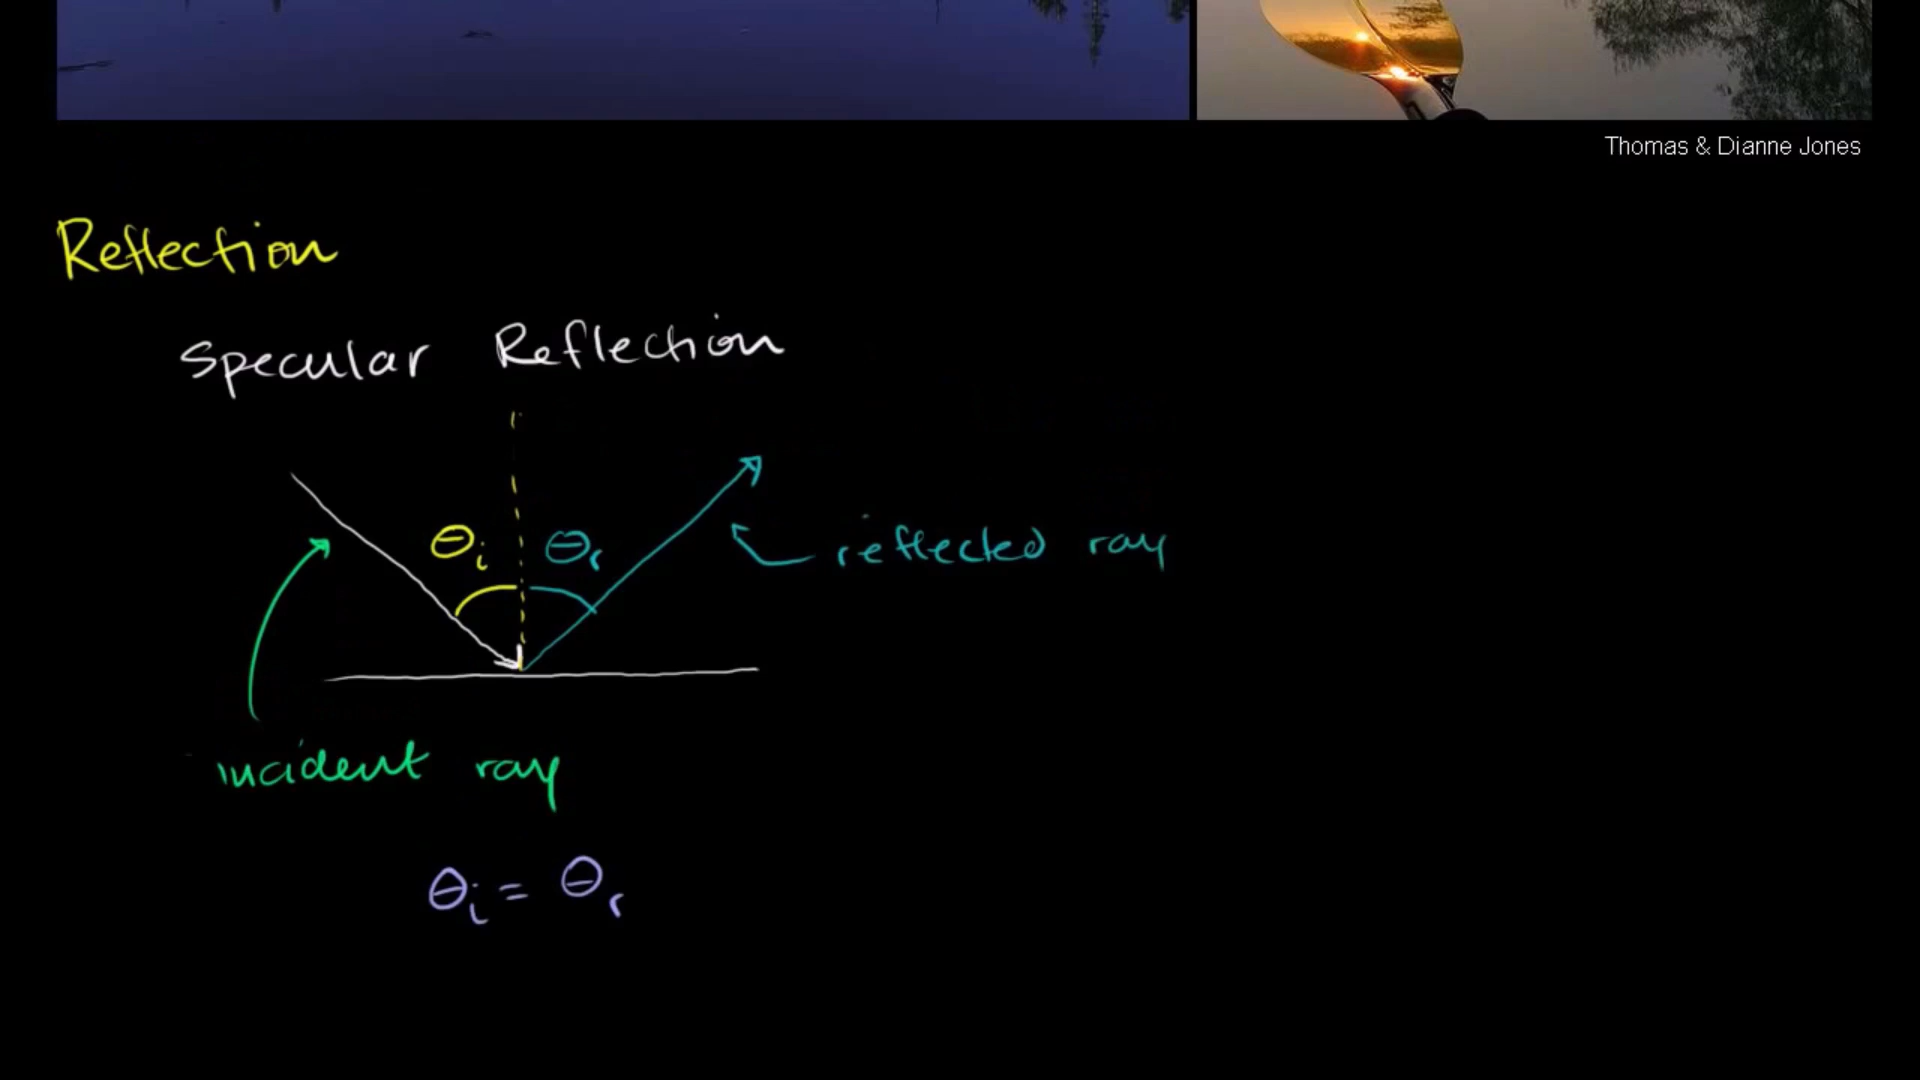 Thomas & Dianne Jones
Reflection
Specular Reflection
θi θr
reflected ray
incident ray
θi = θr